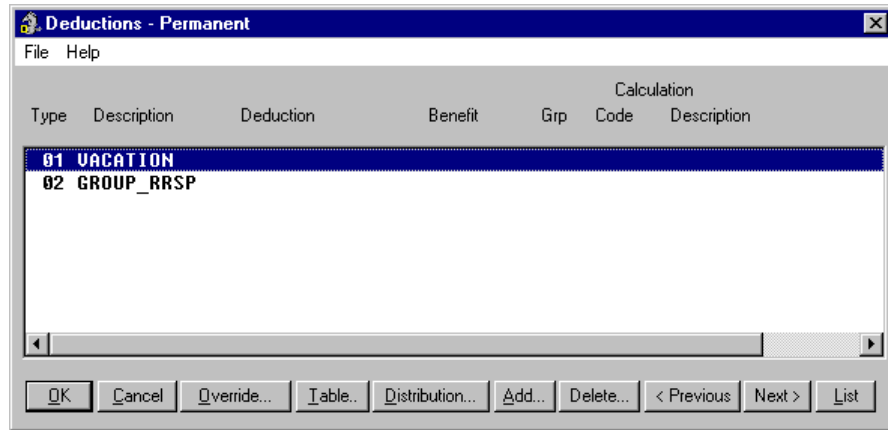 Deductions - Permanent
File Help
Calculation
Type Description Deduction Benefit Grp Code Description
01 VACATION
02 GROUP_RRSP
OK Cancel Override... Table.. Distribution... Add... Delete... < Previous Next > List